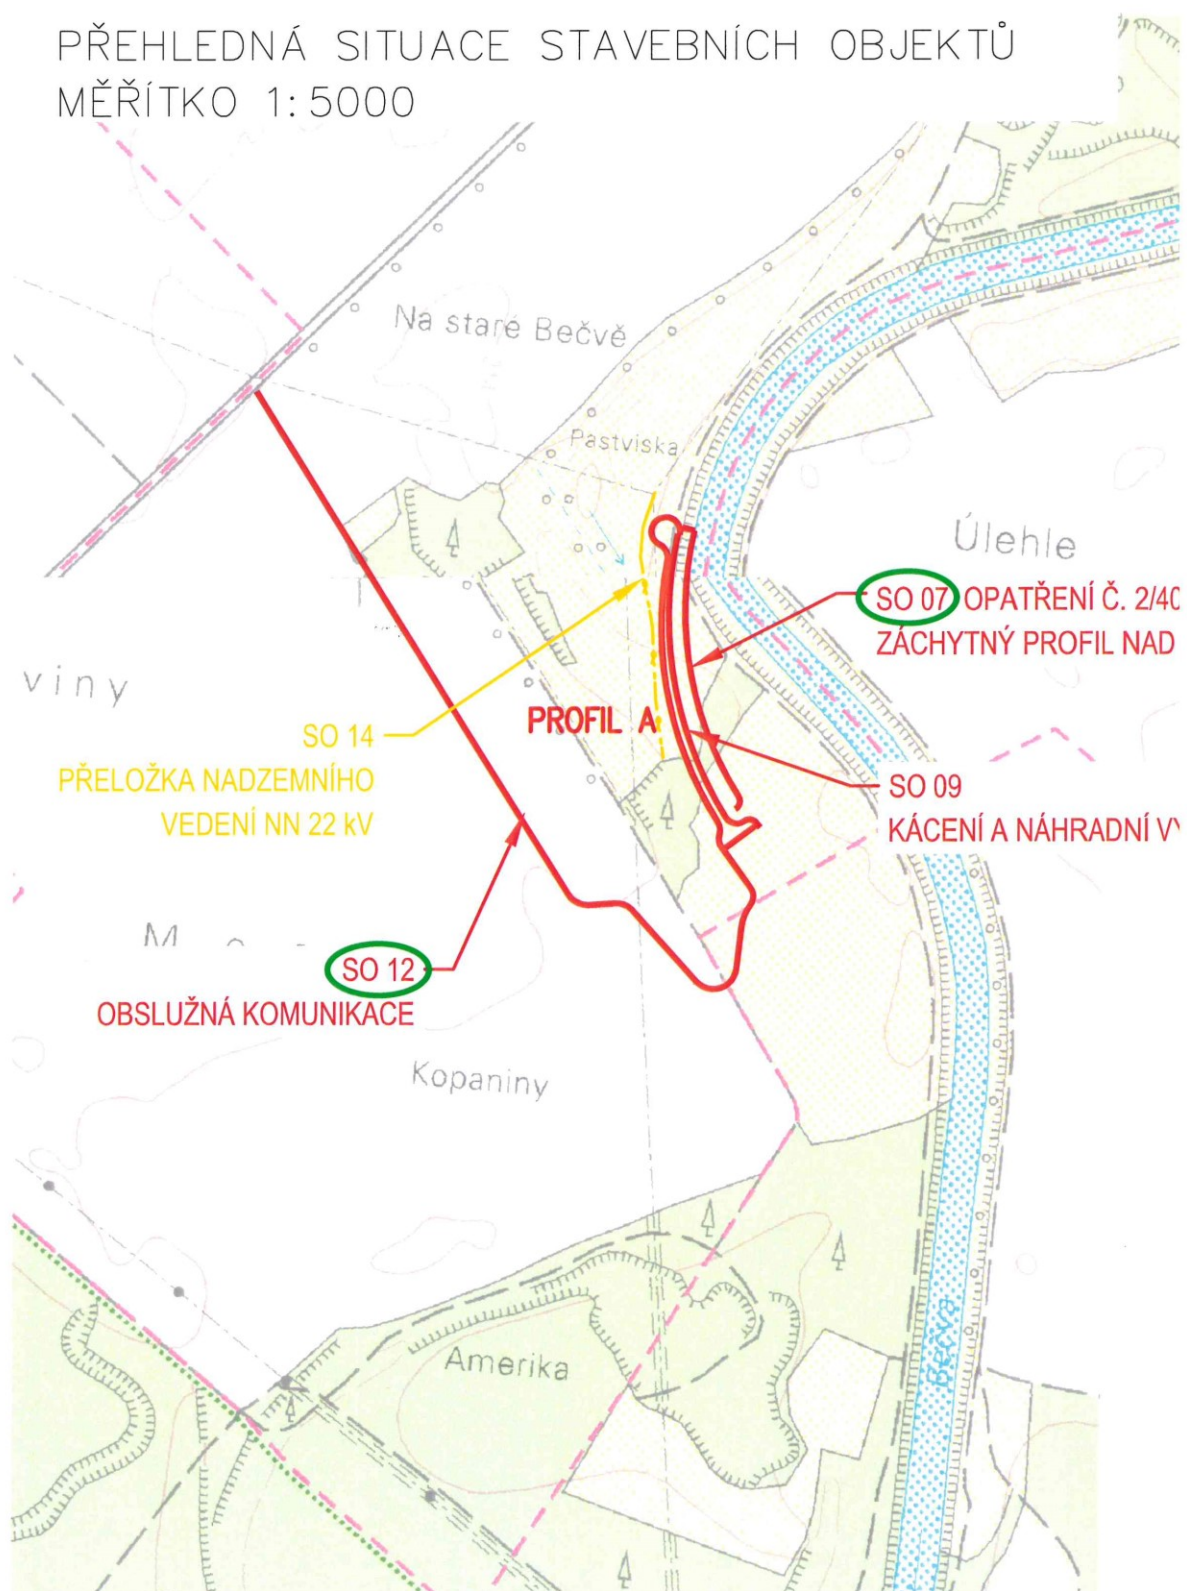 PŘEHLEDNÁ SITUACE STAVEBNÍCH OBJEKTŮ
MĚŘÍTKO 1:5000
Na staré Bečvě
Pastviska
Úlehle
SO 07 OPATŘENÍ Č. 2/40
ZÁCHYTNÝ PROFIL NAD
viny
PROFIL A
SO 14
PŘELOŽKA NADZEMNÍHO
VEDENÍ NN 22 kV
SO 09
KÁCENÍ A NÁHRADNÍ
SO 12
OBSLUŽNÁ KOMUNIKACE
Kopaniny
Bečva
Amerika